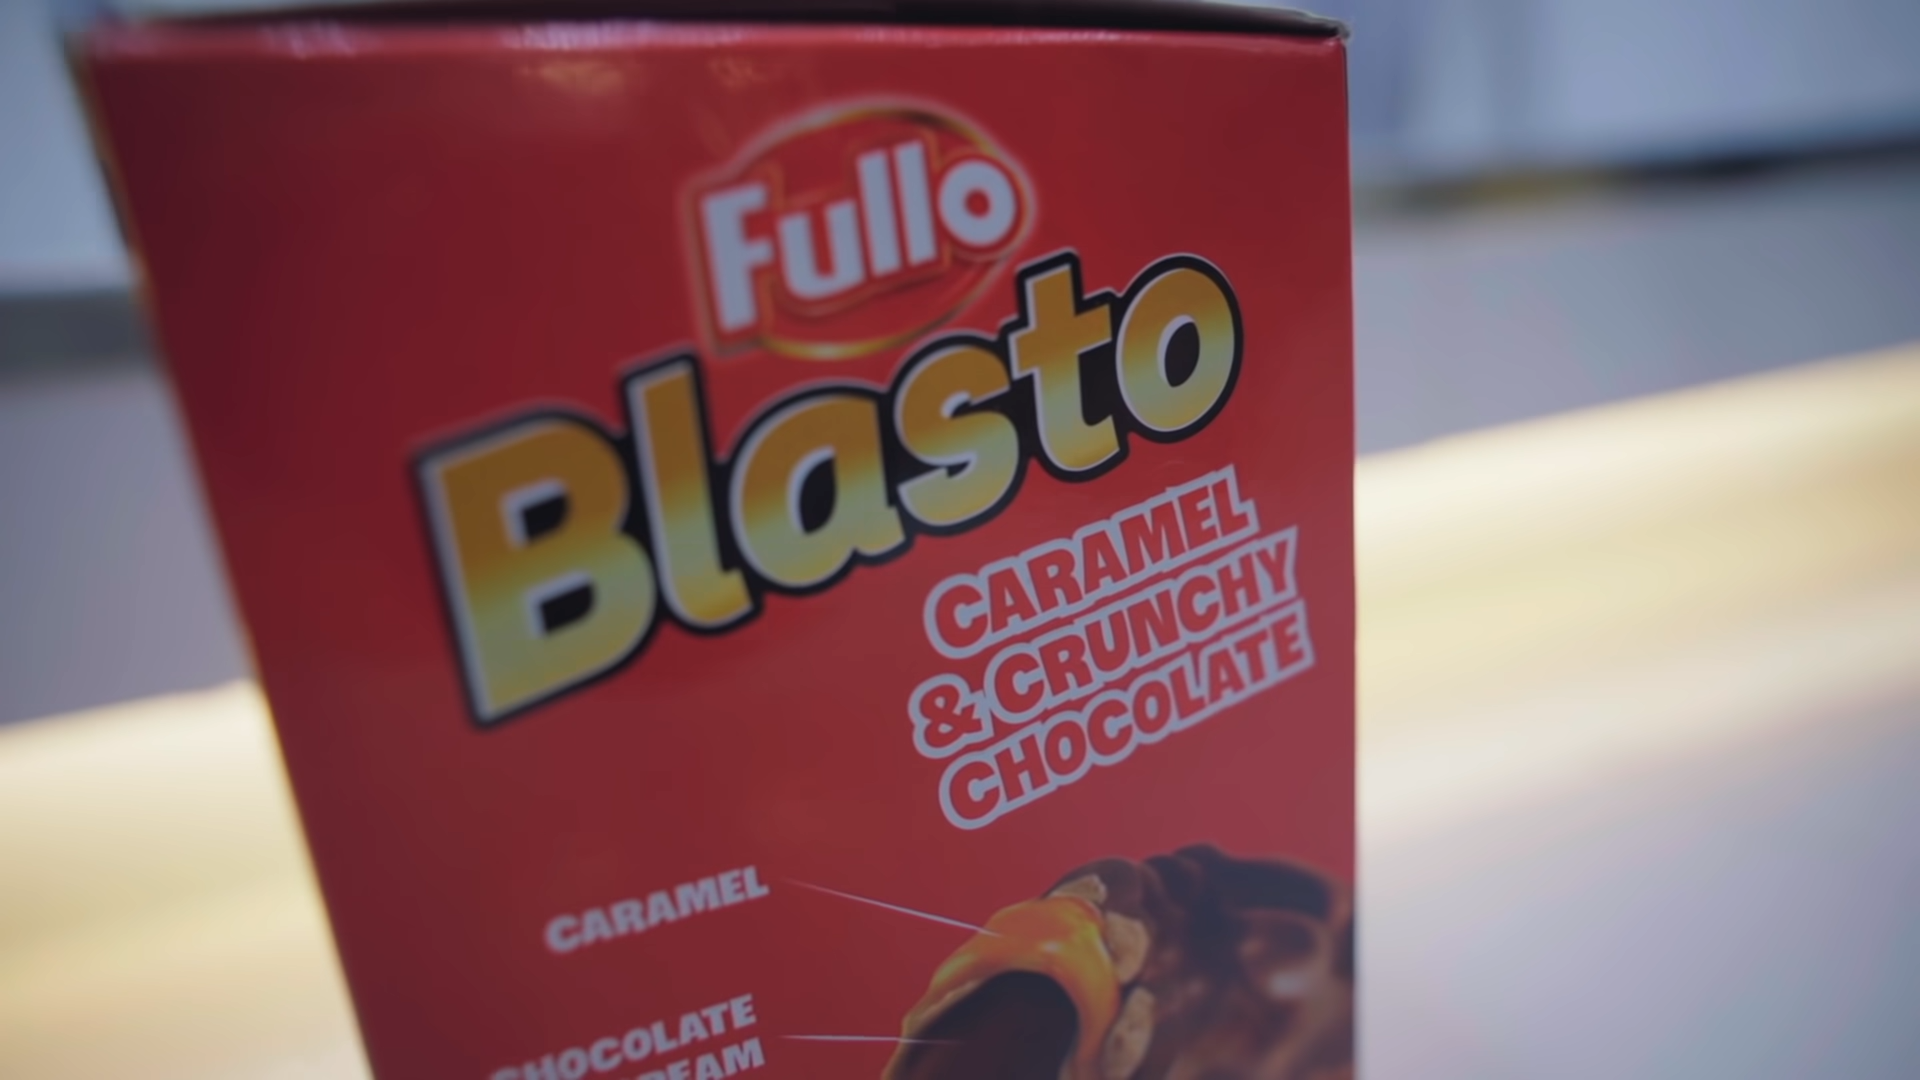 Fullo
Blasto
CARAMEL
& CRUNCHY
CHOCOLATE
CARAMEL
CHOCOLATE